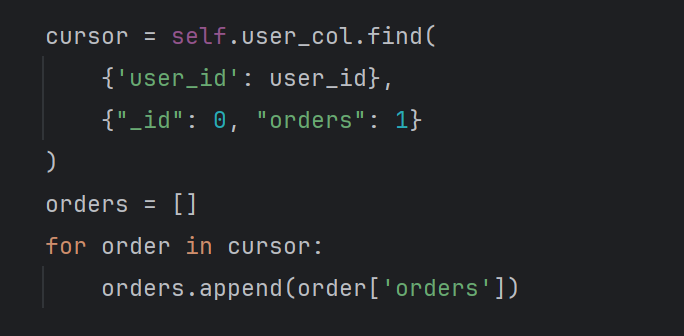 cursor = self.user_col.find(
    {'user_id': user_id},
    {"_id": 0, "orders": 1}
)
orders = []
for order in cursor:
    orders.append(order['orders'])